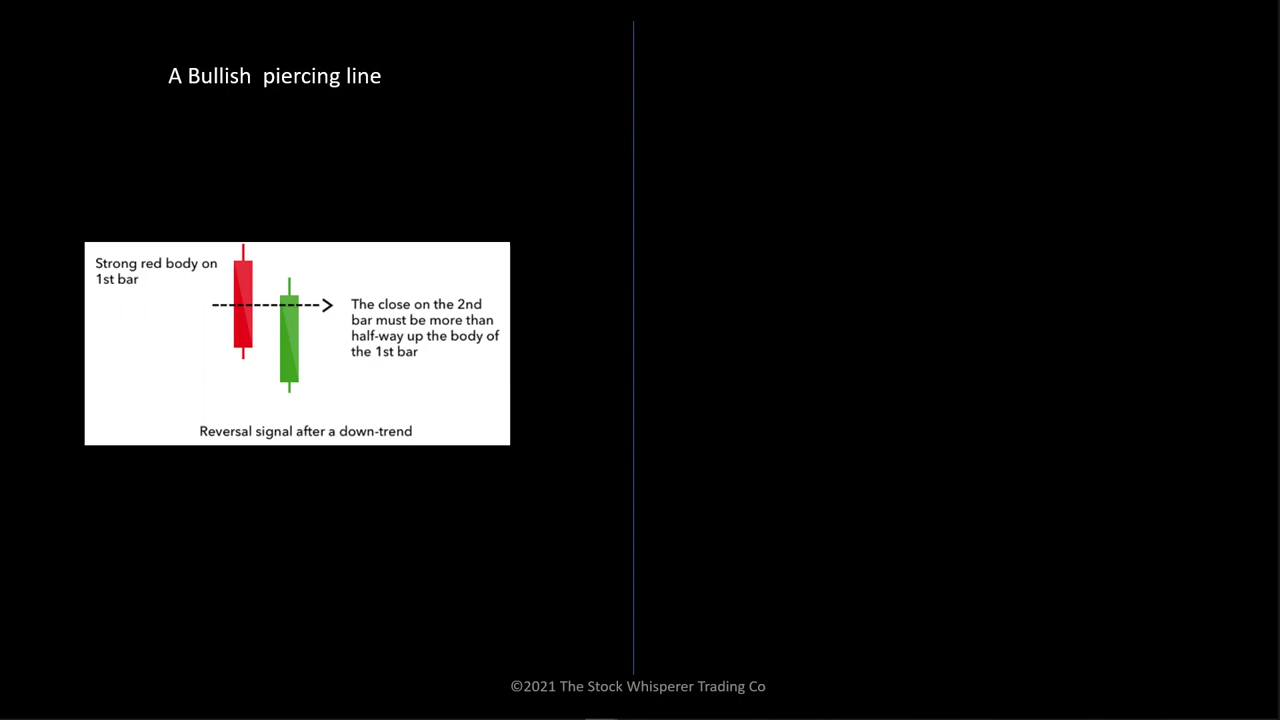 A Bullish  piercing line
Strong red body on
1st bar
The close on the 2nd
bar must be more than
half-way up the body of
the 1st bar
Reversal signal after a down-trend
©2021 The Stock Whisperer Trading Co